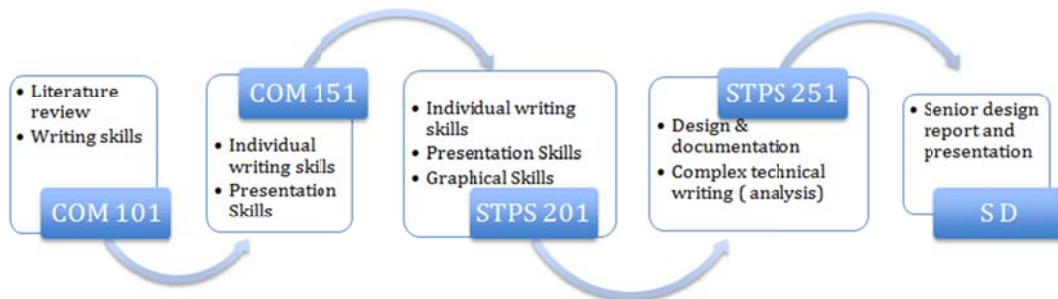 • Literature
review
• Writing skills
COM 101
COM 151
• Individual
writing skills
• Presentation
Skills
• Individual writing
skills
• Presentation Skills
• Graphical Skills
STPS 201
STPS 251
• Design &
documentation
• Complex technical
writing ( analysis)
• Senior design
report and
presentation
S D